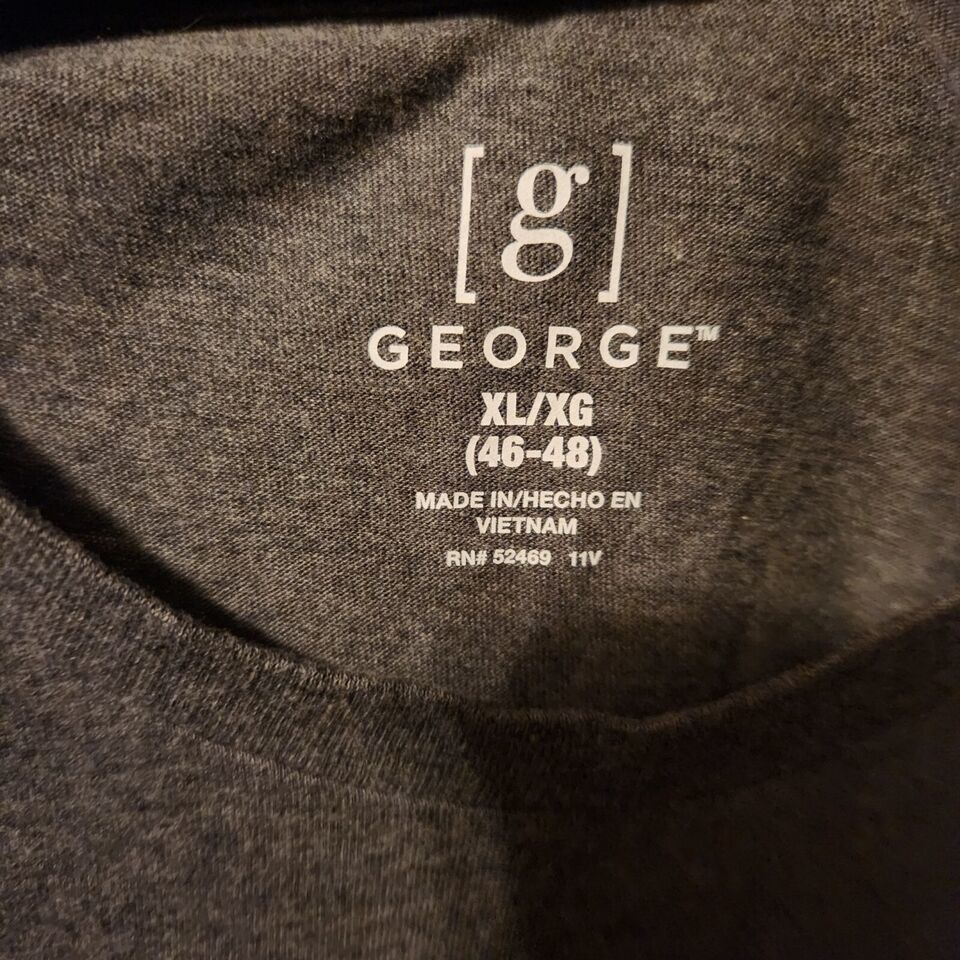 [g]
GEORGE™
XL/XG
(46-48)
MADE IN/HECHO EN
VIETNAM
RN# 52469 11V